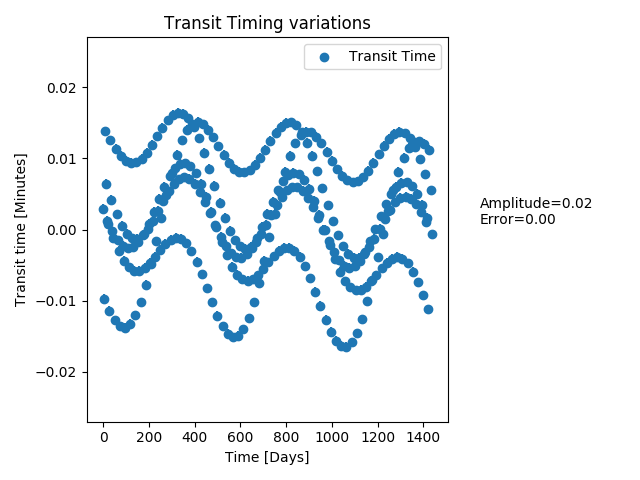 Transit Timing variations
Transit Time
0.02
0.01
0.00
−0.01
−0.02
Transit time [Minutes]
Amplitude=0.02
Error=0.00
0 200 400 600 800 1000 1200 1400
Time [Days]